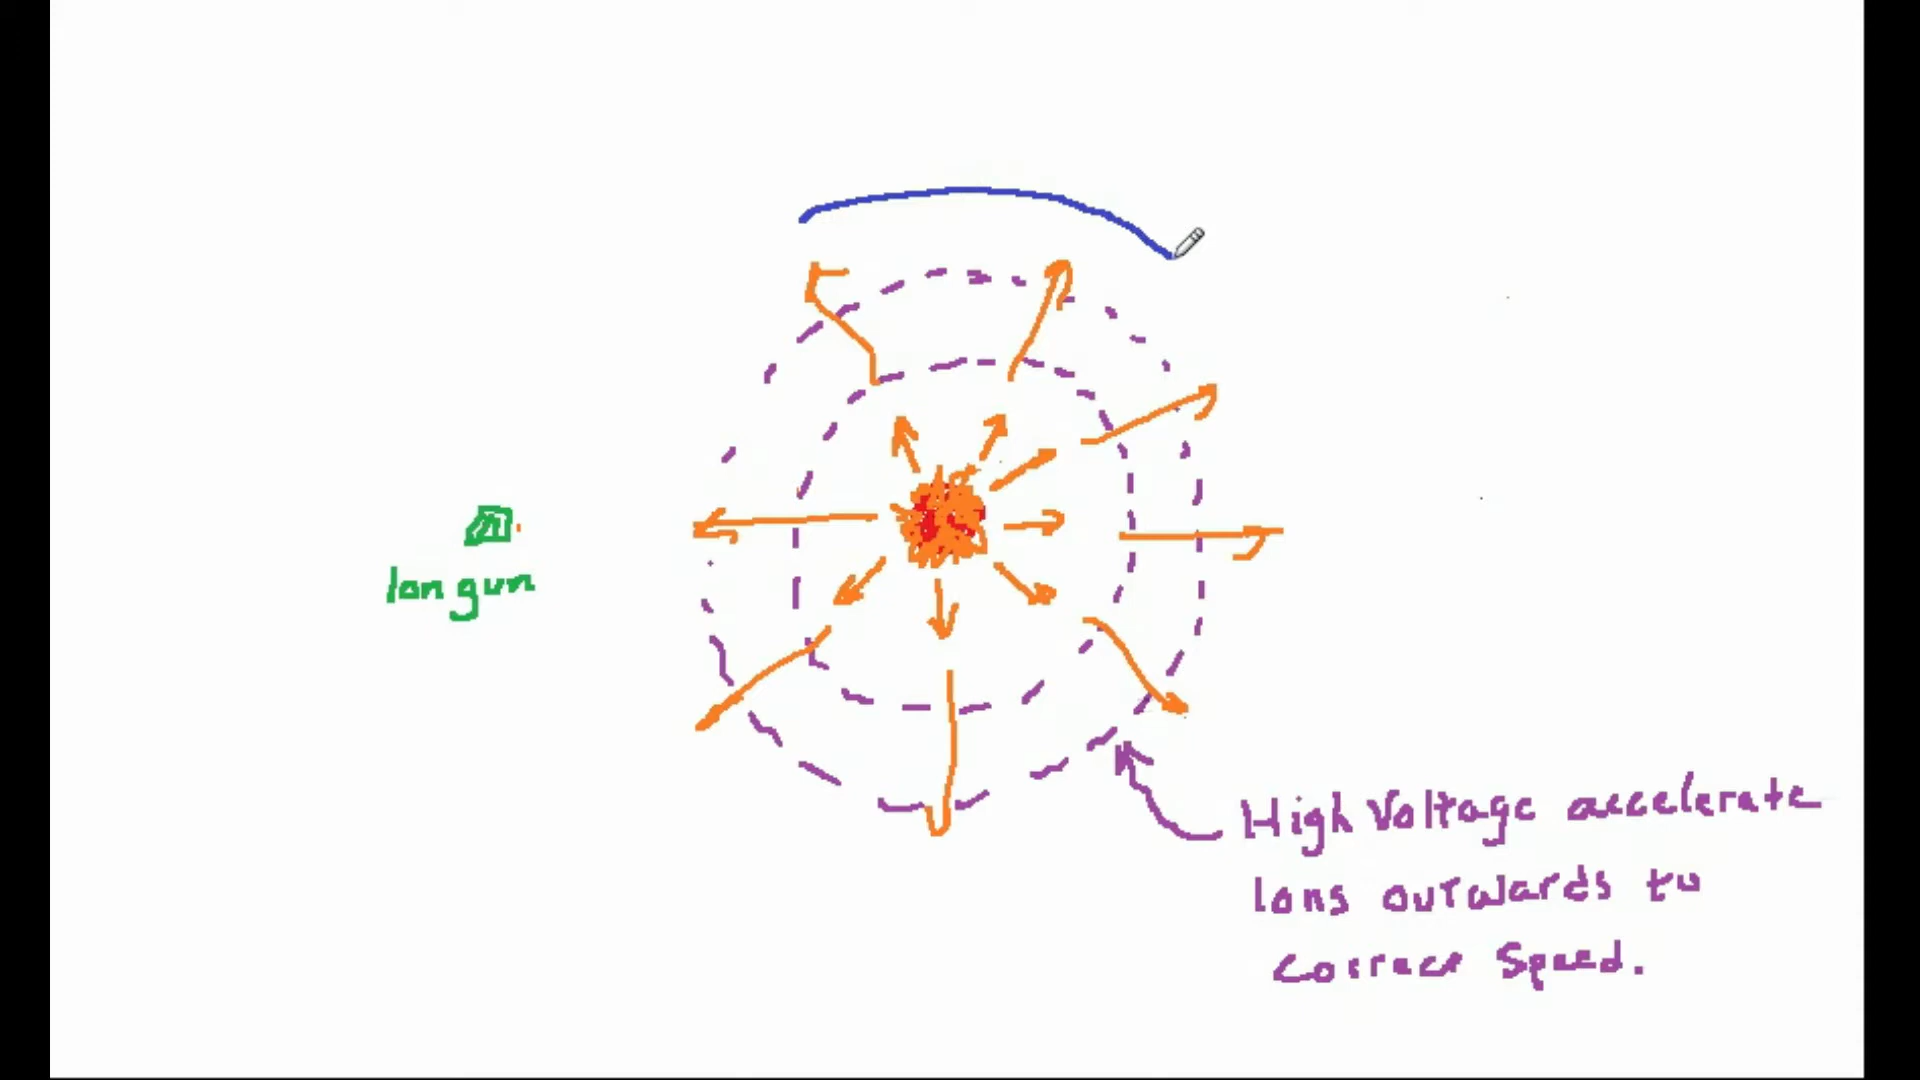 Ion gun
High Voltage accelerate
Ions outwards to
correct speed.